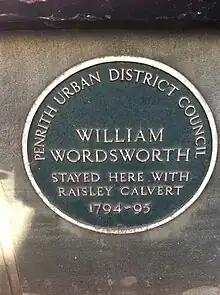 PENRITH URBAN DISTRICT COUNCIL
WILLIAM
WORDSWORTH
STAYED HERE WITH
RAISLEY CALVERT
1794-95